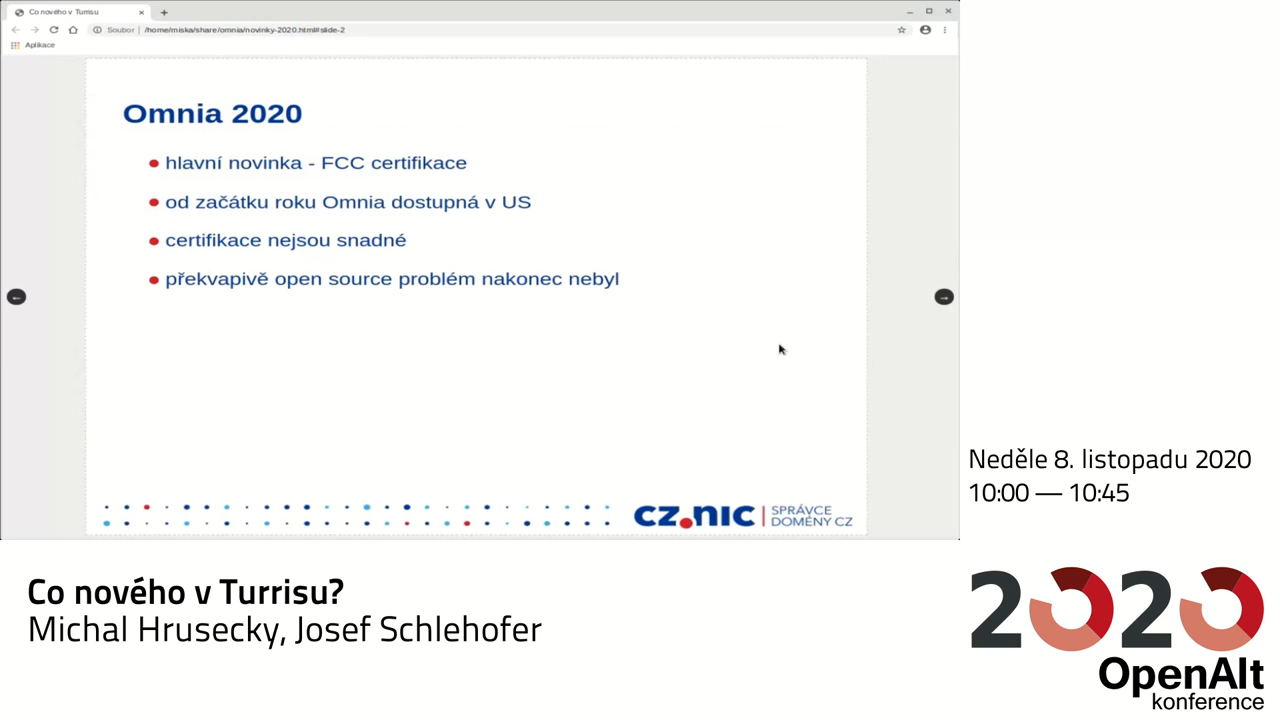 Co nového v Turrisu
Soubor | /home/miska/share/omnia/novinky-2020.html#slide-2
Aplikace
Omnia 2020
hlavní novinka - FCC certifikace
od začátku roku Omnia dostupná v US
certifikace nejsou snadné
překvapivě open source problém nakonec nebyl
CZ.NIC | SPRÁVCE
DOMÉNY CZ
Neděle 8. listopadu 2020
10:00 — 10:45
Co nového v Turrisu?
Michal Hrusecky, Josef Schlehofer
2020
OpenAlt
konference